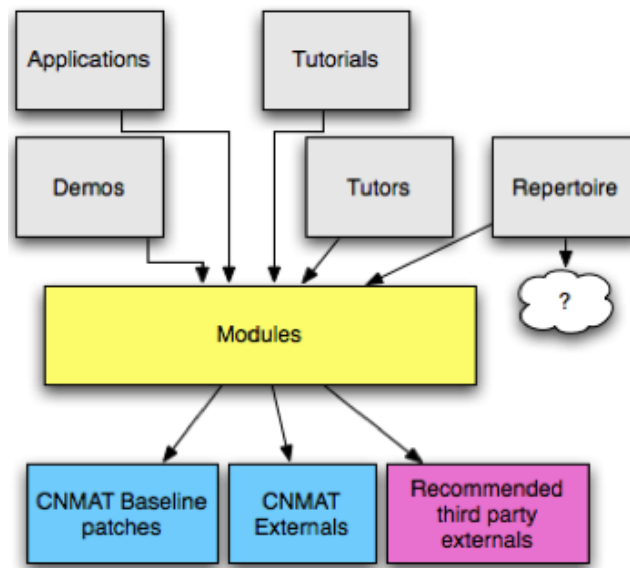 Applications
Tutorials
Demos
Tutors
Repertoire
?
Modules
CNMAT Baseline
patches
CNMAT
Externals
Recommended
third party
externals